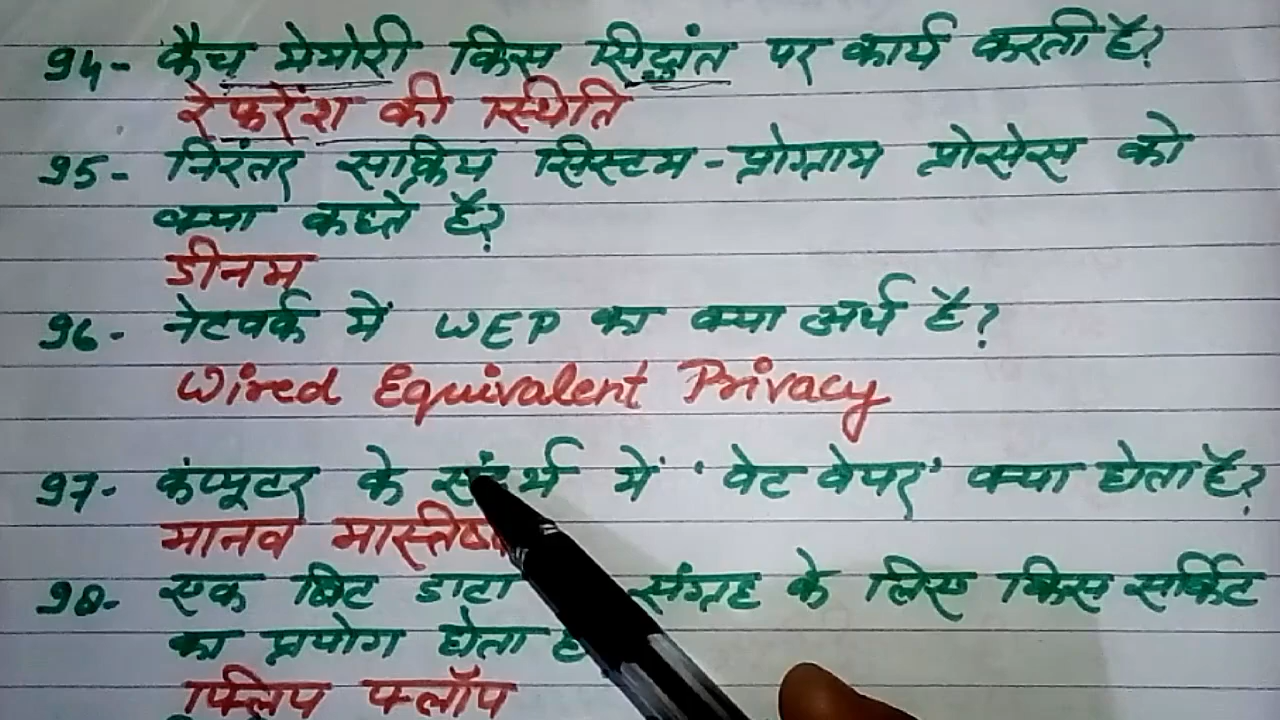 94- कैच मेमोरी किस सिद्धांत पर कार्य करती है?
रेफरेंश की स्थिति
95- निरंतर सक्रिय सिस्टम-प्रोग्राम प्रोसेस को
क्या कहते हैं?
डीनम
96- नेटवर्क में WEP का क्या अर्थ है?
Wired Equivalent Privacy
97- कंप्यूटर के में 'वेट वेयर' क्या होता है?
मानव
98- एक बिट डाटा संग्रह के लिए किस सर्किट
का प्रयोग होता
फ्लिप फ्लॉप